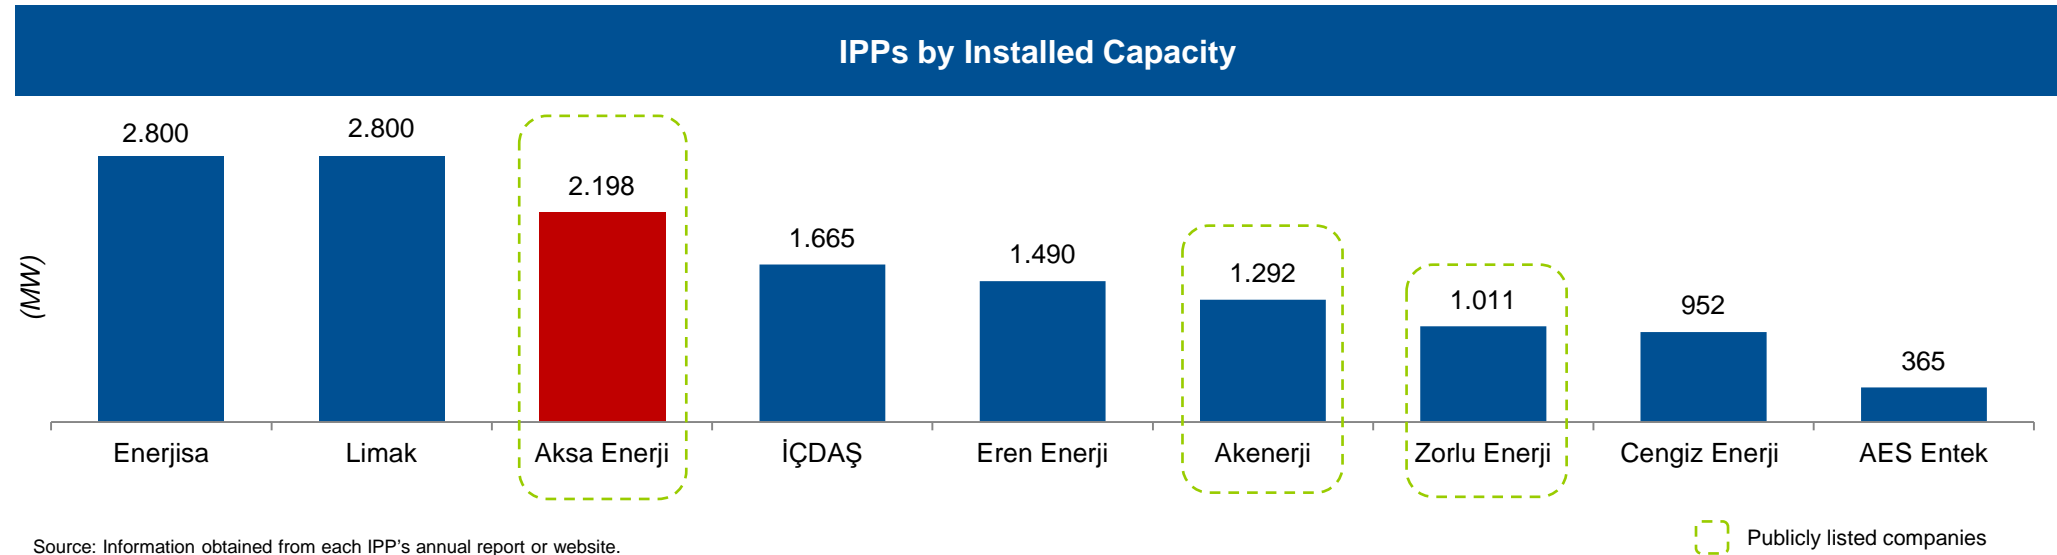 IPPs by Installed Capacity
2.800
2.800
2.198
1.665
1.490
1.292
1.011
952
365
(MW)
Enerjisa
Limak
Aksa Enerji
İÇDAŞ
Eren Enerji
Akenerji
Zorlu Enerji
Cengiz Enerji
AES Entek
Publicly listed companies
Source: Information obtained from each IPP's annual report or website.